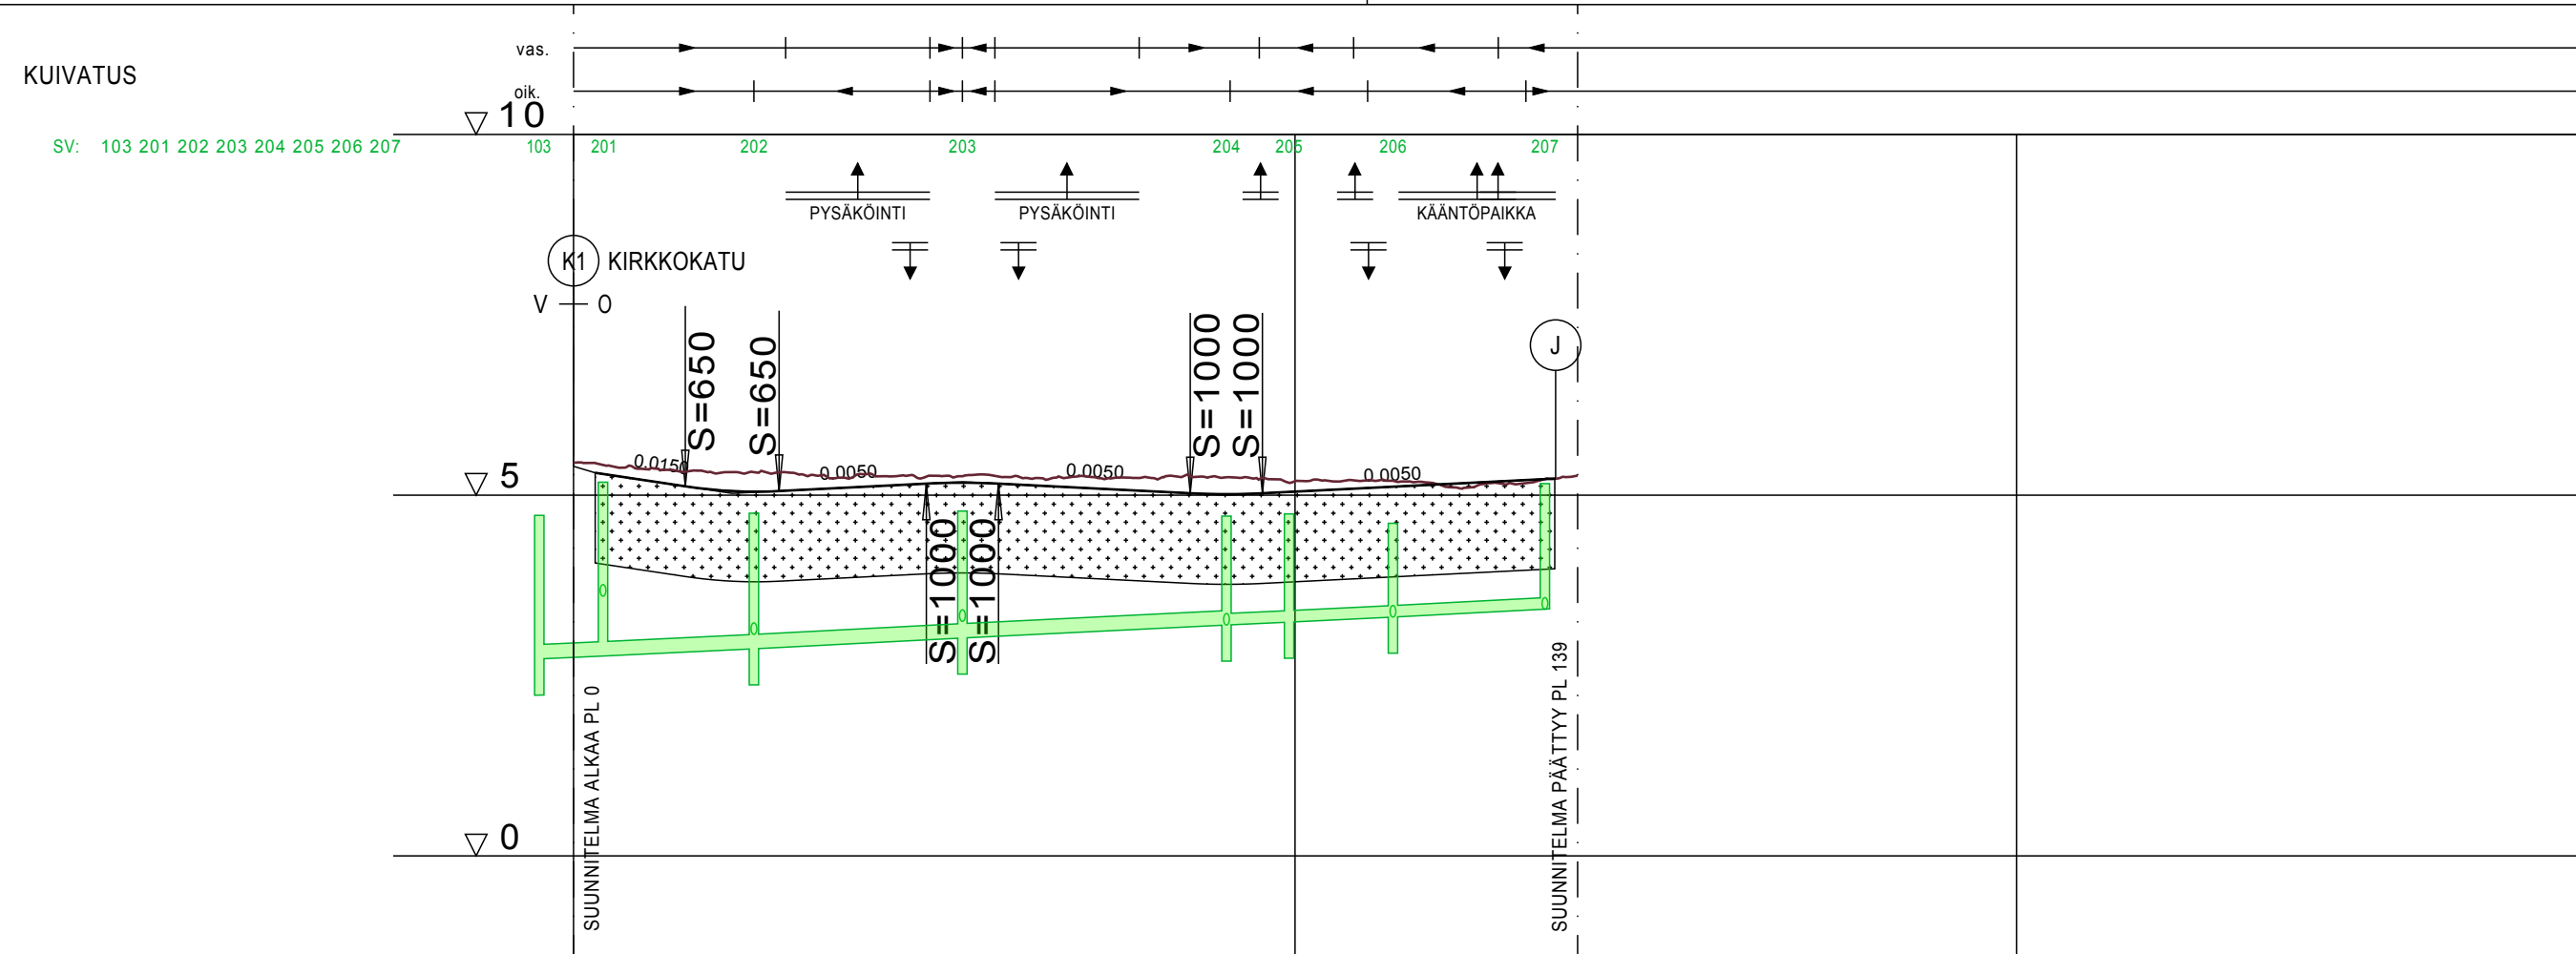 vas.
KUIVATUS
oik.
10
SV: 103 201 202 203 204 205 206 207
103 201 202 203 204 205 206 207
PYSÄKÖINTI PYSÄKÖINTI KÄÄNTÖPAIKKA
K1 KIRKKOKATU
V 0
J
S=650
S=650
S=1000
S=1000
0.0150 0.0050 0.0050 0.0050
5
S=1000
S=1000
SUUNNITELMA ALKAA PL 0
SUUNNITELMA PÄÄTTYY PL 139
0